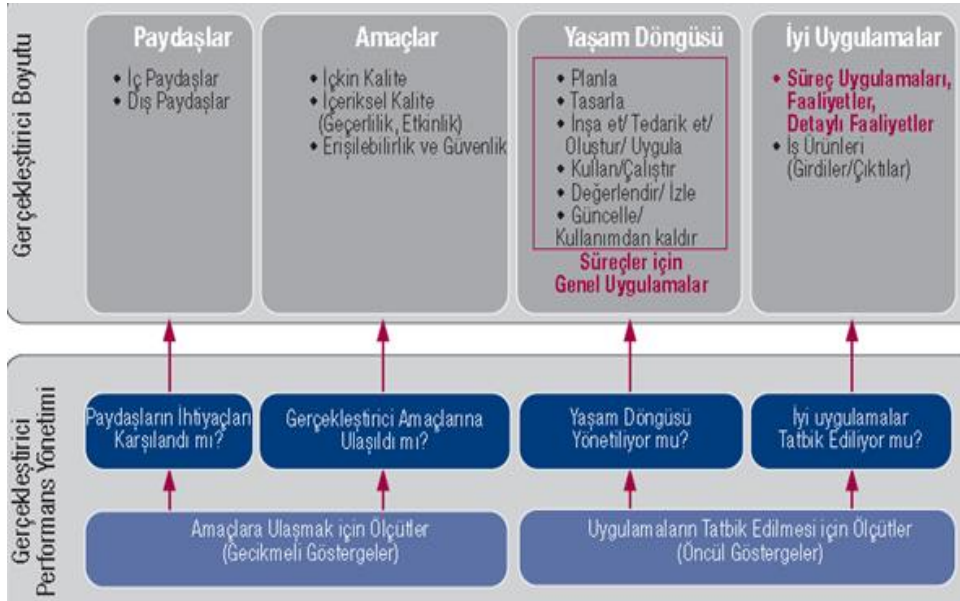 Gerçekleştirici Boyutu
Paydaşlar
• İç Paydaşlar
• Dış Paydaşlar
Amaçlar
• İçkin Kalite
• İçeriksel Kalite
(Geçerlilik, Etkinlik)
• Erişilebilirlik ve Güvenlik
Yaşam Döngüsü
• Planla
• Tasarla
• İnşa et/ Tedarik et/
Oluştur/ Uygula
• Kullan/Çalıştır
• Değerlendir/ İzle
• Güncelle/
Kullanımdan kaldır
Süreçler için
Genel Uygulamalar
İyi Uygulamalar
• Süreç Uygulamaları,
Faaliyetler,
Detaylı Faaliyetler
• İş Ürünleri
(Girdiler/Çıktılar)
Gerçekleştirici
Performans Yönetimi
Paydaşların İhtiyaçları
Karşılandı mı?
Gerçekleştirici Amaçlarına
Ulaşıldı mı?
Yaşam Döngüsü
Yönetiliyor mu?
İyi uygulamalar
Tatbik Ediliyor mu?
Amaçlara Ulaşmak için Ölçütler
(Gecikmeli Göstergeler)
Uygulamaların Tatbik Edilmesi için Ölçütler
(Öncül Göstergeler)